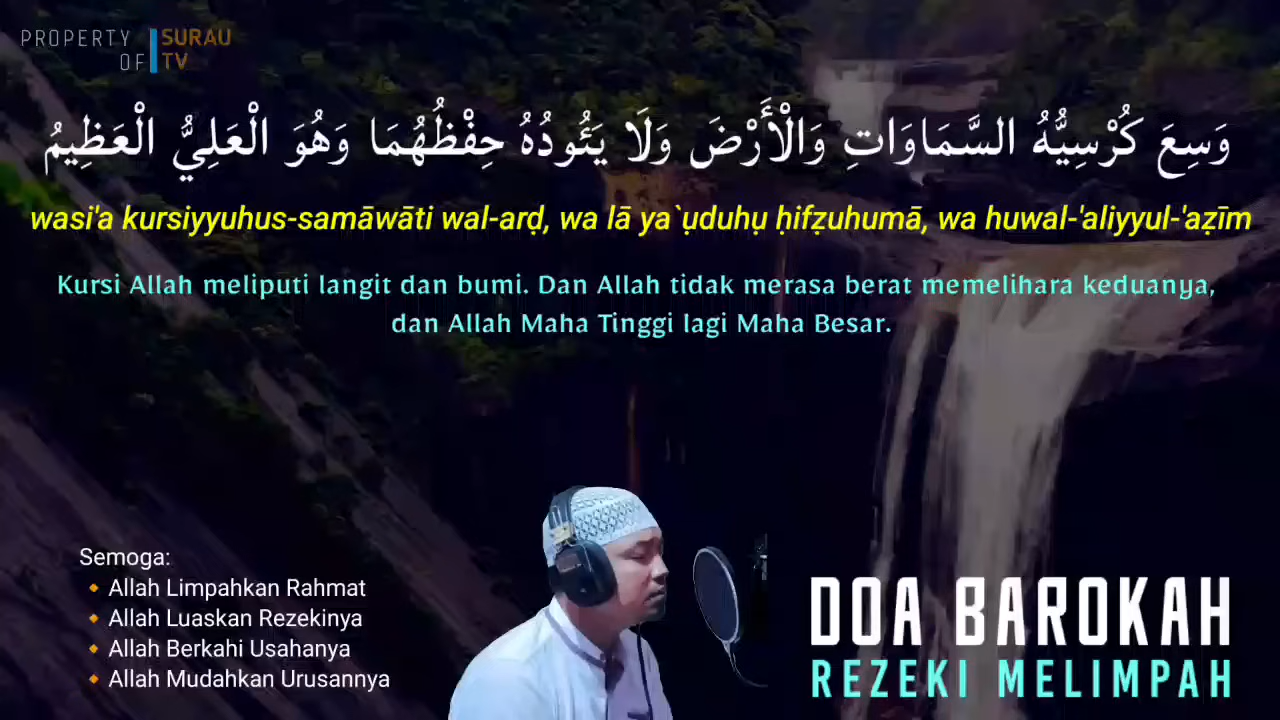 PROPERTY OF
SURAU TV
وَسِعَ كُرْسِيُّهُ السَّمَاوَاتِ وَالْأَرْضَ وَلَا يَئُودُهُ حِفْظُهُمَا وَهُوَ الْعَلِيُّ الْعَظِيمُ
wasi'a kursiyyuhus-samāwāti wal-arḍ, wa lā ya`ụduhụ ḥifẓuhumā, wa huwal-'aliyyul-'aẓīm
Kursi Allah meliputi langit dan bumi. Dan Allah tidak merasa berat memelihara keduanya,
dan Allah Maha Tinggi lagi Maha Besar.
Semoga:
🔸Allah Limpahkan Rahmat
🔸Allah Luaskan Rezekinya
🔸Allah Berkahi Usahanya
🔸Allah Mudahkan Urusannya
DOA BAROKAH
REZEKI MELIMPAH